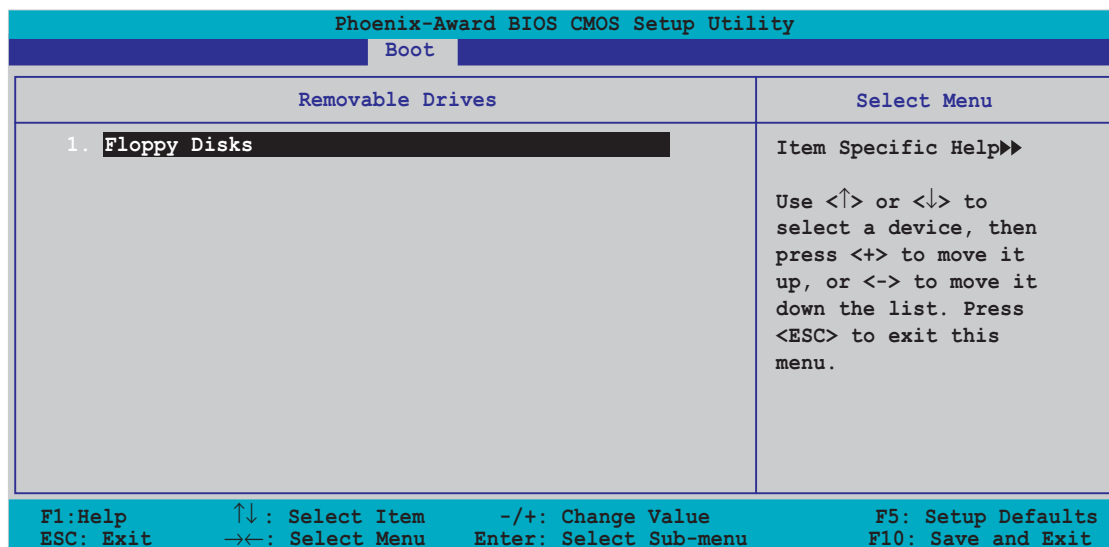 Phoenix-Award BIOS CMOS Setup Utility
Boot
Removable Drives
Select Menu
1. Floppy Disks
Item Specific Help▶▶
Use <↑> or <↓> to
select a device, then
press <+> to move it
up, or <-> to move it
down the list. Press
<ESC> to exit this
menu.
F1:Help ↑↓: Select Item -/+: Change Value F5: Setup Defaults
ESC: Exit →←: Select Menu Enter: Select Sub-menu F10: Save and Exit